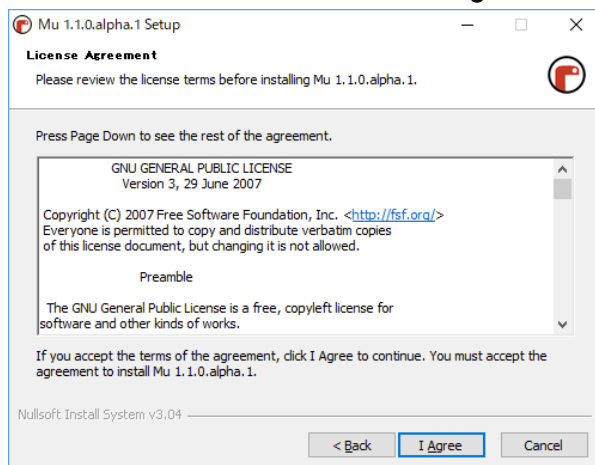 Mu 1.1.0.alpha.1 Setup
License Agreement
Please review the license terms before installing Mu 1.1.0.alpha.1.
Press Page Down to see the rest of the agreement.
GNU GENERAL PUBLIC LICENSE
Version 3, 29 June 2007
Copyright (C) 2007 Free Software Foundation, Inc. <http://fsf.org/>
Everyone is permitted to copy and distribute verbatim copies
of this license document, but changing it is not allowed.
Preamble
The GNU General Public License is a free, copyleft license for
software and other kinds of works.
If you accept the terms of the agreement, click I Agree to continue. You must accept the
agreement to install Mu 1.1.0.alpha.1.
Nullsoft Install System v3.04
< Back I Agree Cancel